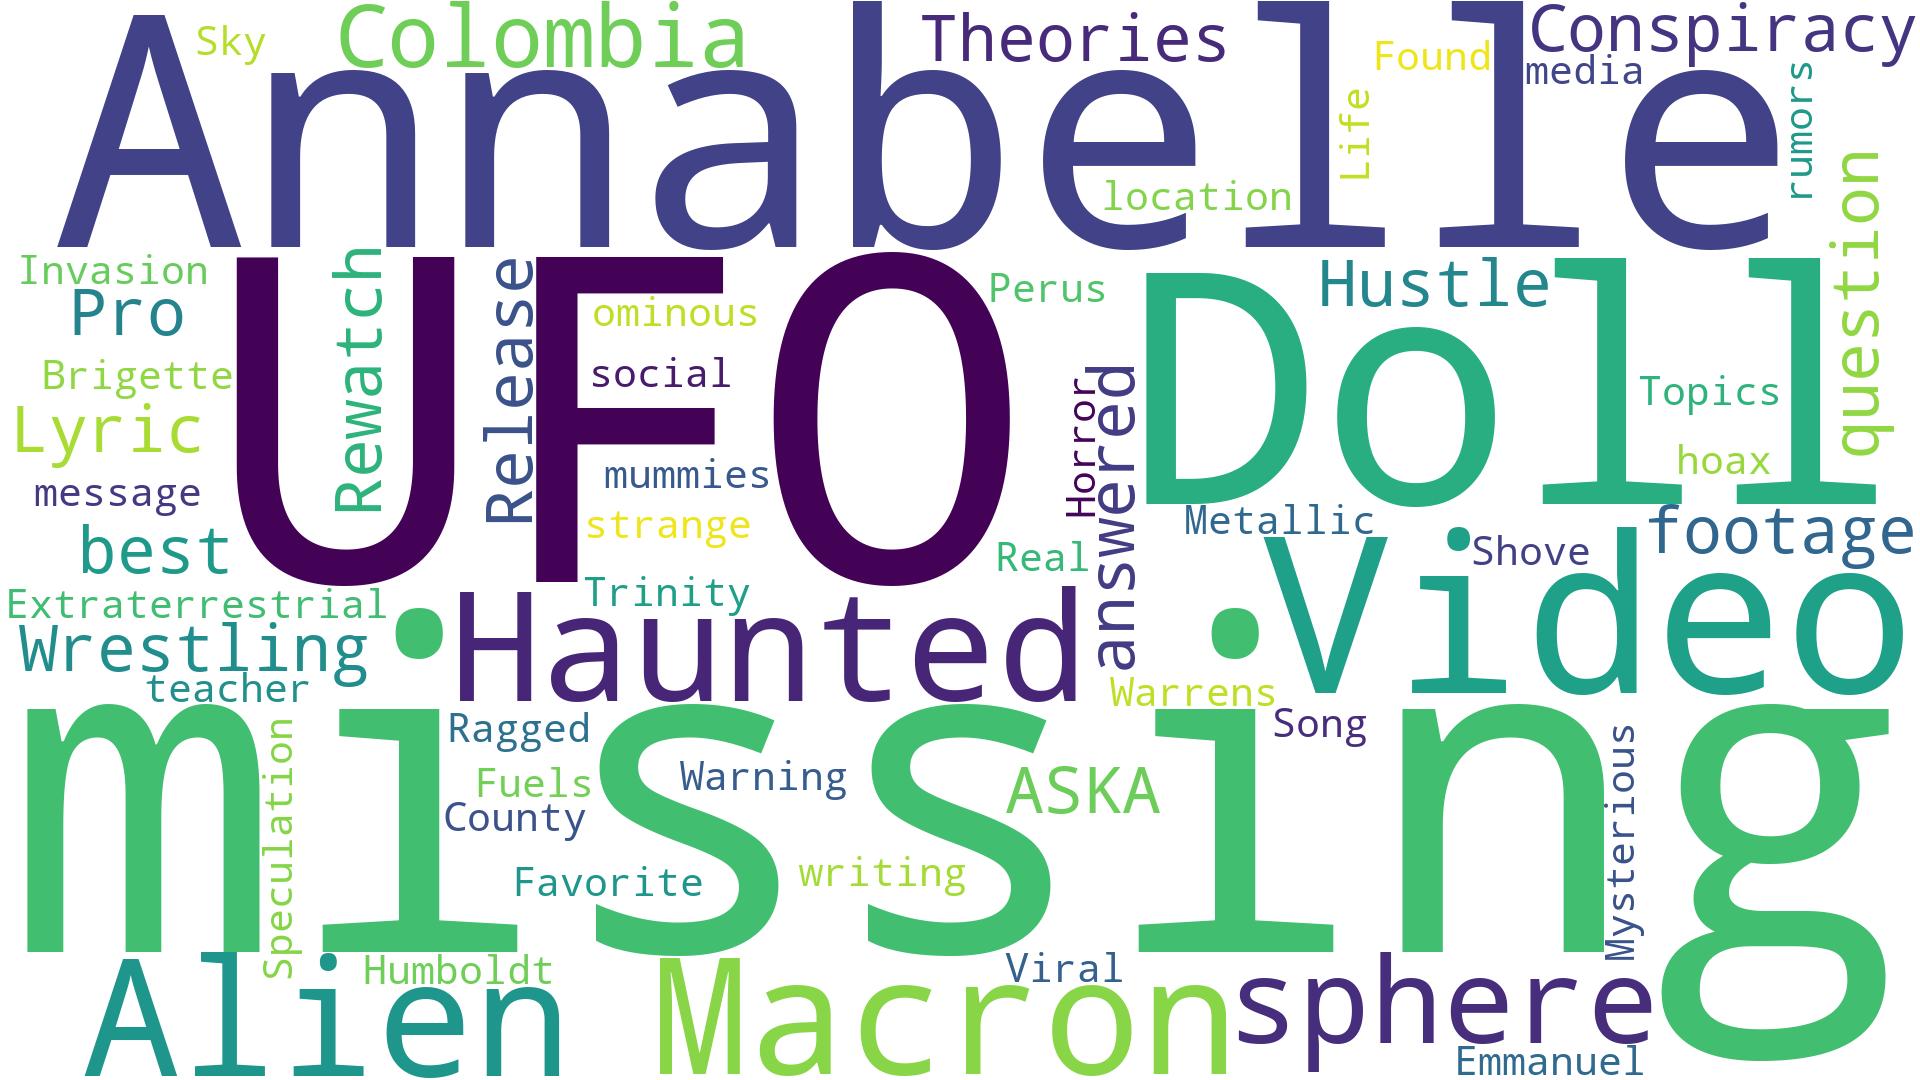 Sky
Colombia
Theories
Found
Conspiracy
media
Annabelle
Life
rumors
location
question
Invasion
Pro
UFO
Rewatch
Release
ominous
Perus
Doll
Hustle
Brigette
social
Horror
answered
Topics
Lyric
hoax
message
mummies
best
strange
Real
Metallic
Shove
footage
Extraterrestrial
Trinity
Wrestling
Haunted
Video
teacher
Warrens
missing
Speculation
Ragged
Song
Mysterious
Fuels
Warning
ASKA
County
Favorite
writing
Alien
Humboldt
Macron
Viral
sphere
Emmanuel